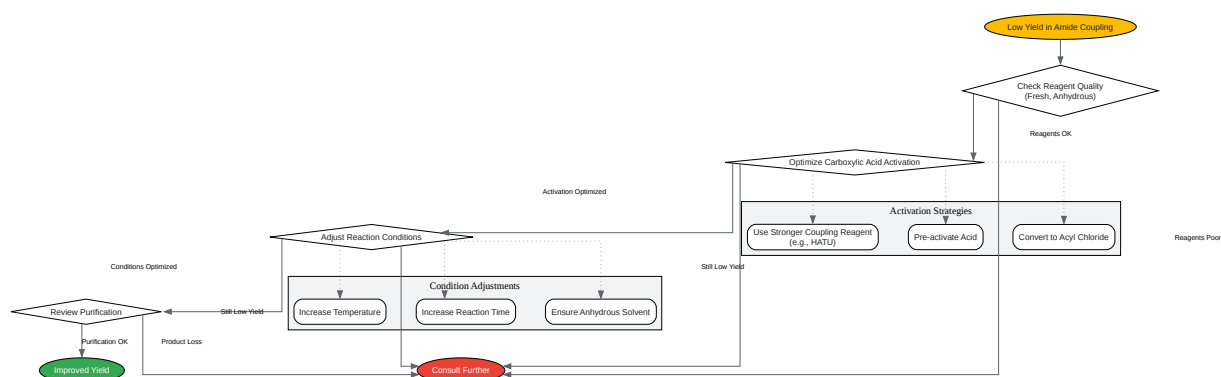 Low Yield in Amide Coupling
Check Reagent Quality
(Fresh, Anhydrous)
Reagents OK
Optimize Carboxylic Acid Activation
Activation Optimized
Activation Strategies
Use Stronger Coupling Reagent
(e.g., HATU)
Pre-activate Acid
Convert to Acyl Chloride
Reagents Poor
Adjust Reaction Conditions
Conditions Optimized
Still Low Yield
Condition Adjustments
Increase Temperature
Increase Reaction Time
Ensure Anhydrous Solvent
Review Purification
Still Low Yield
Purification OK
Product Loss
Improved Yield
Consult Further